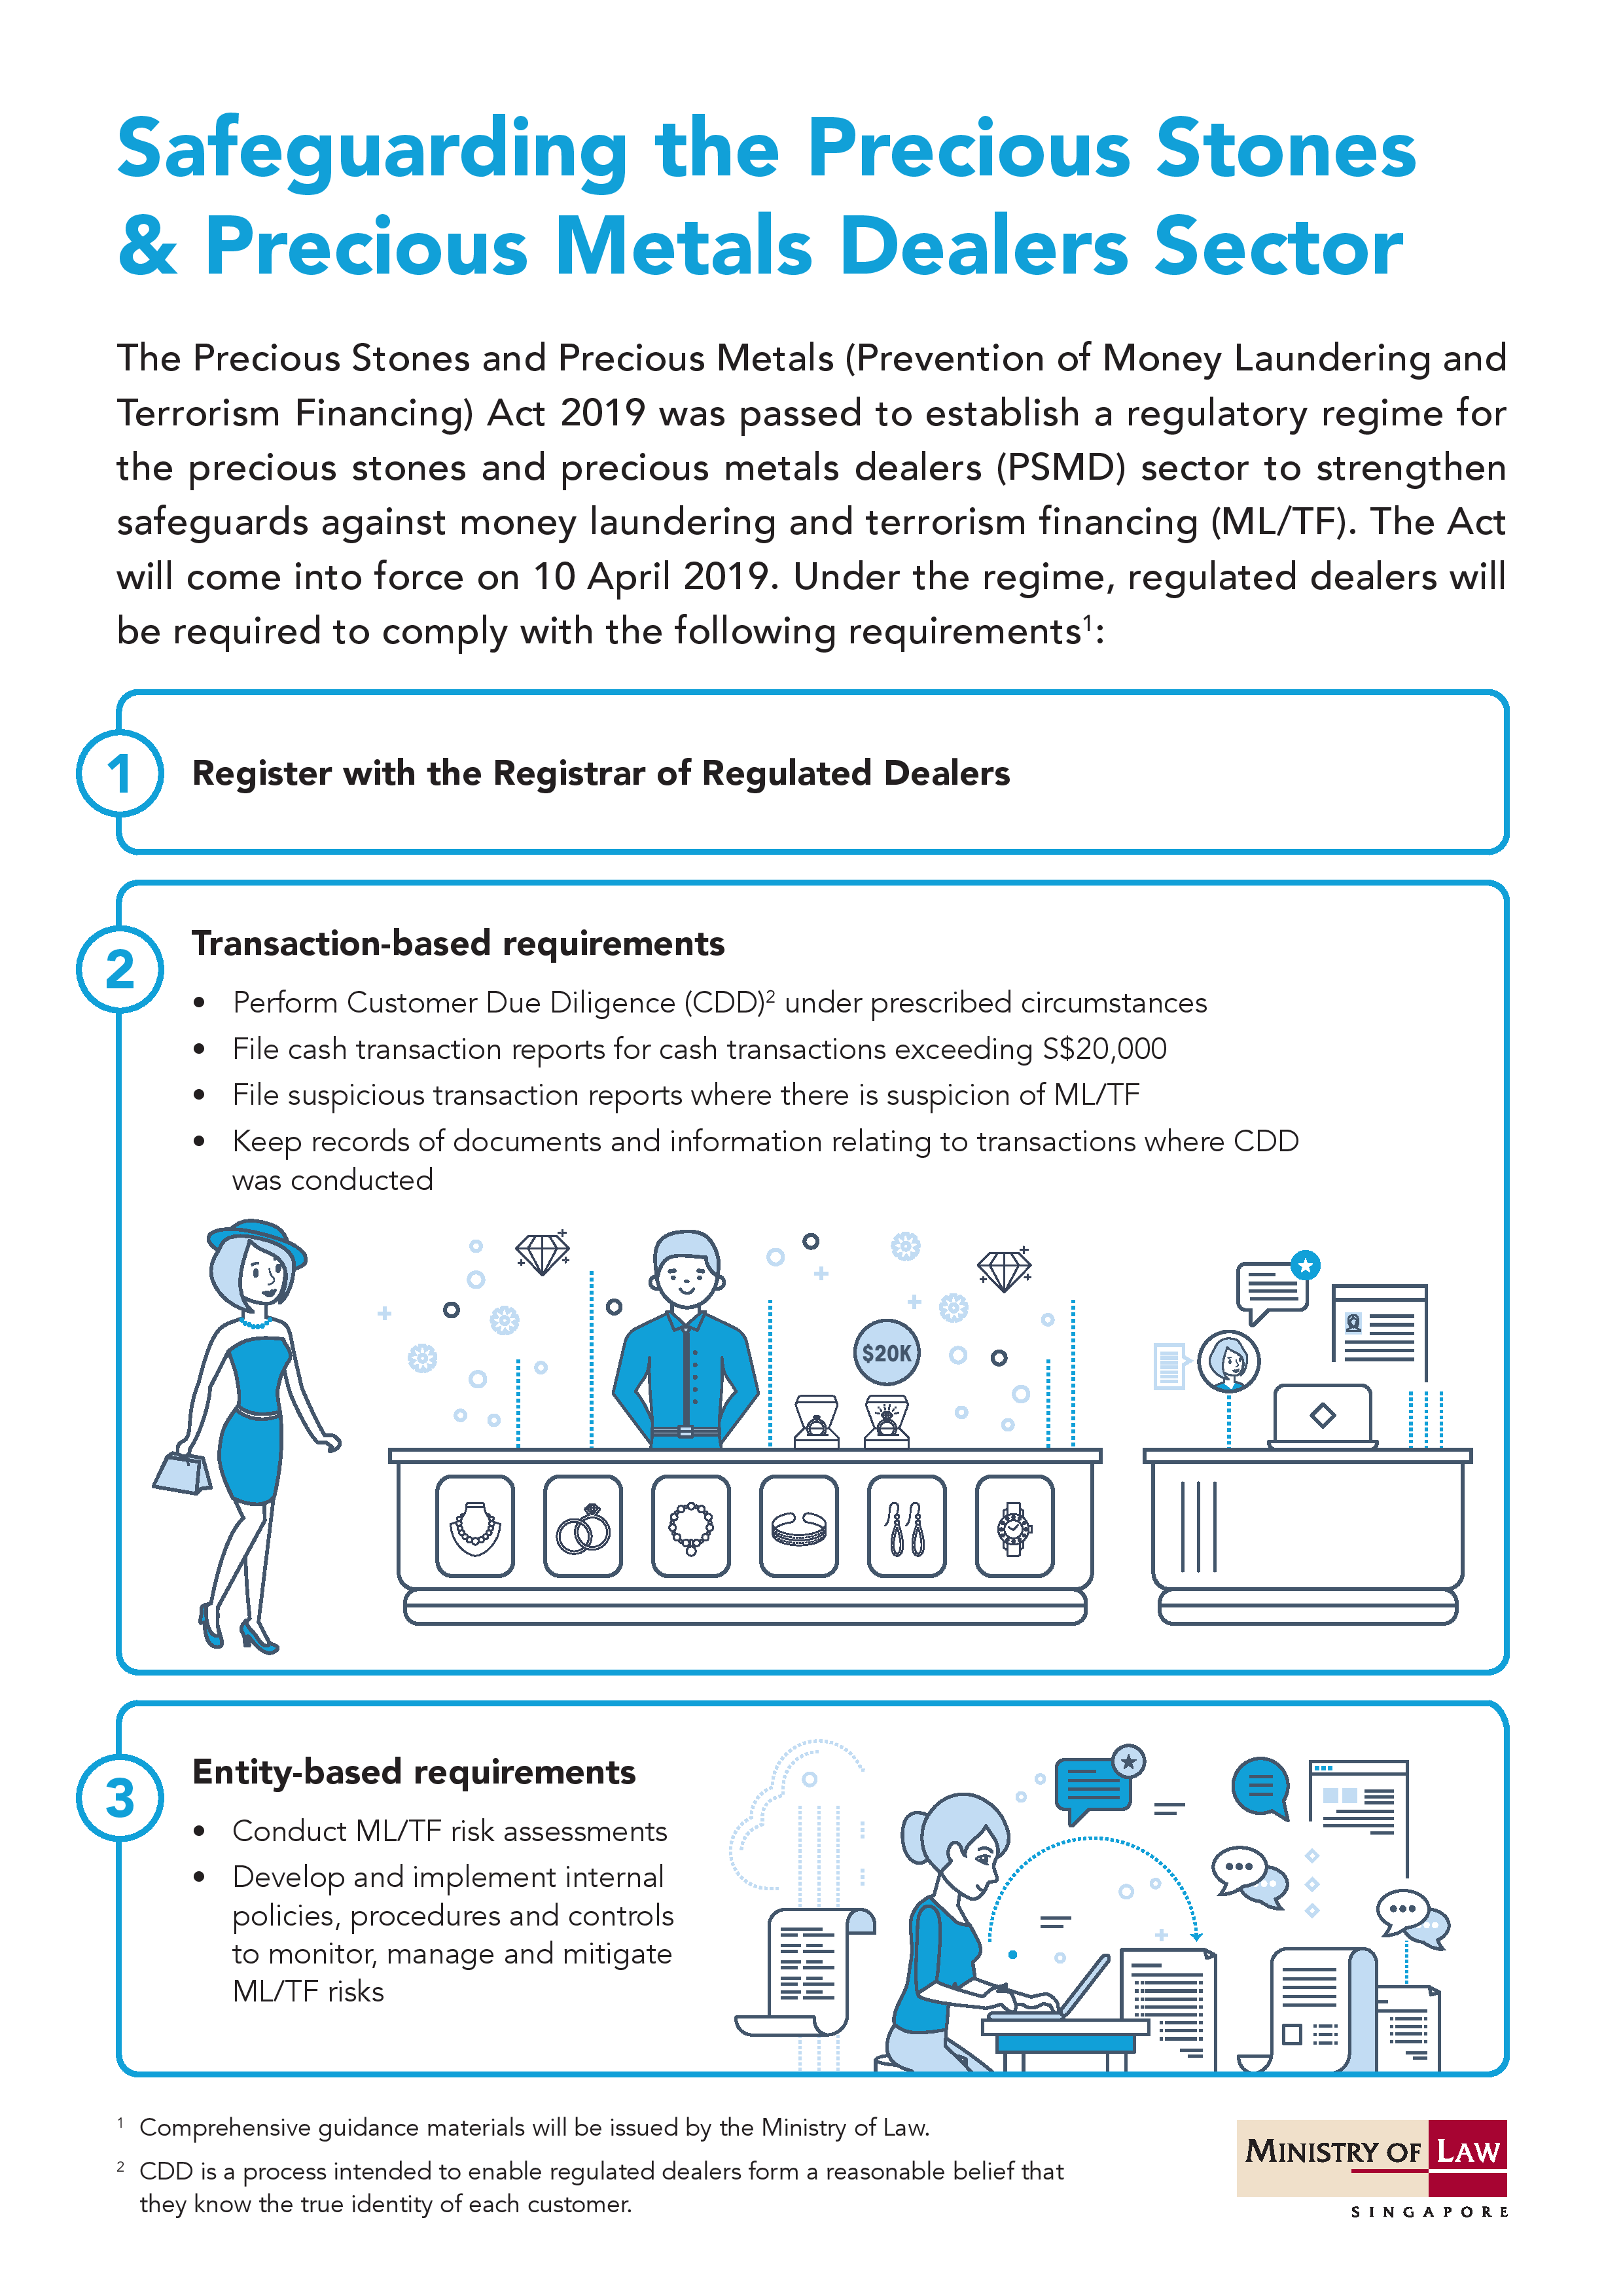 Safeguarding the Precious Stones
& Precious Metals Dealers Sector
The Precious Stones and Precious Metals (Prevention of Money Laundering and
Terrorism Financing) Act 2019 was passed to establish a regulatory regime for
the precious stones and precious metals dealers (PSMD) sector to strengthen
safeguards against money laundering and terrorism financing (ML/TF). The Act
will come into force on 10 April 2019. Under the regime, regulated dealers will
be required to comply with the following requirements¹:
1
Register with the Registrar of Regulated Dealers
2
Transaction-based requirements
• Perform Customer Due Diligence (CDD)² under prescribed circumstances
• File cash transaction reports for cash transactions exceeding S$20,000
• File suspicious transaction reports where there is suspicion of ML/TF
• Keep records of documents and information relating to transactions where CDD
was conducted
$20K
3
Entity-based requirements
• Conduct ML/TF risk assessments
• Develop and implement internal
policies, procedures and controls
to monitor, manage and mitigate
ML/TF risks
¹ Comprehensive guidance materials will be issued by the Ministry of Law.
² CDD is a process intended to enable regulated dealers form a reasonable belief that
they know the true identity of each customer.
MINISTRY OF LAW
SINGAPORE